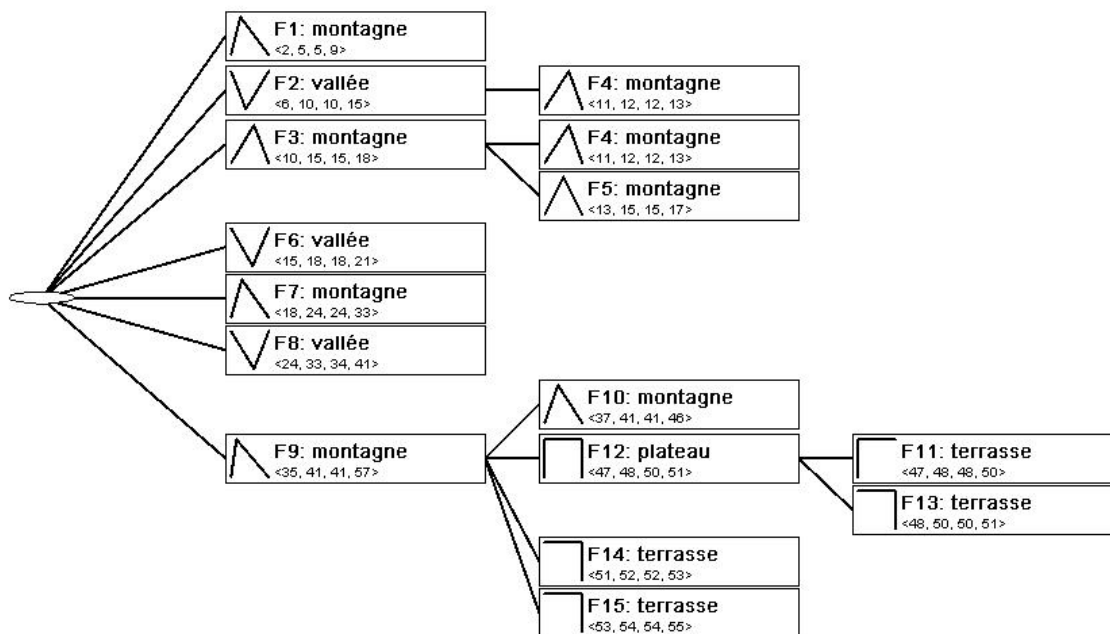 F1: montagne
<2, 5, 5, 9>
F2: vallée
<6, 10, 10, 15>
F4: montagne
<11, 12, 12, 13>
F3: montagne
<10, 15, 15, 18>
F4: montagne
<11, 12, 12, 13>
F5: montagne
<13, 15, 15, 17>
F6: vallée
<15, 18, 18, 21>
F7: montagne
<18, 24, 24, 33>
F8: vallée
<24, 33, 34, 41>
F10: montagne
<37, 41, 41, 46>
F9: montagne
<35, 41, 41, 57>
F12: plateau
<47, 48, 50, 51>
F11: terrasse
<47, 48, 48, 50>
F13: terrasse
<48, 50, 50, 51>
F14: terrasse
<51, 52, 52, 53>
F15: terrasse
<53, 54, 54, 55>